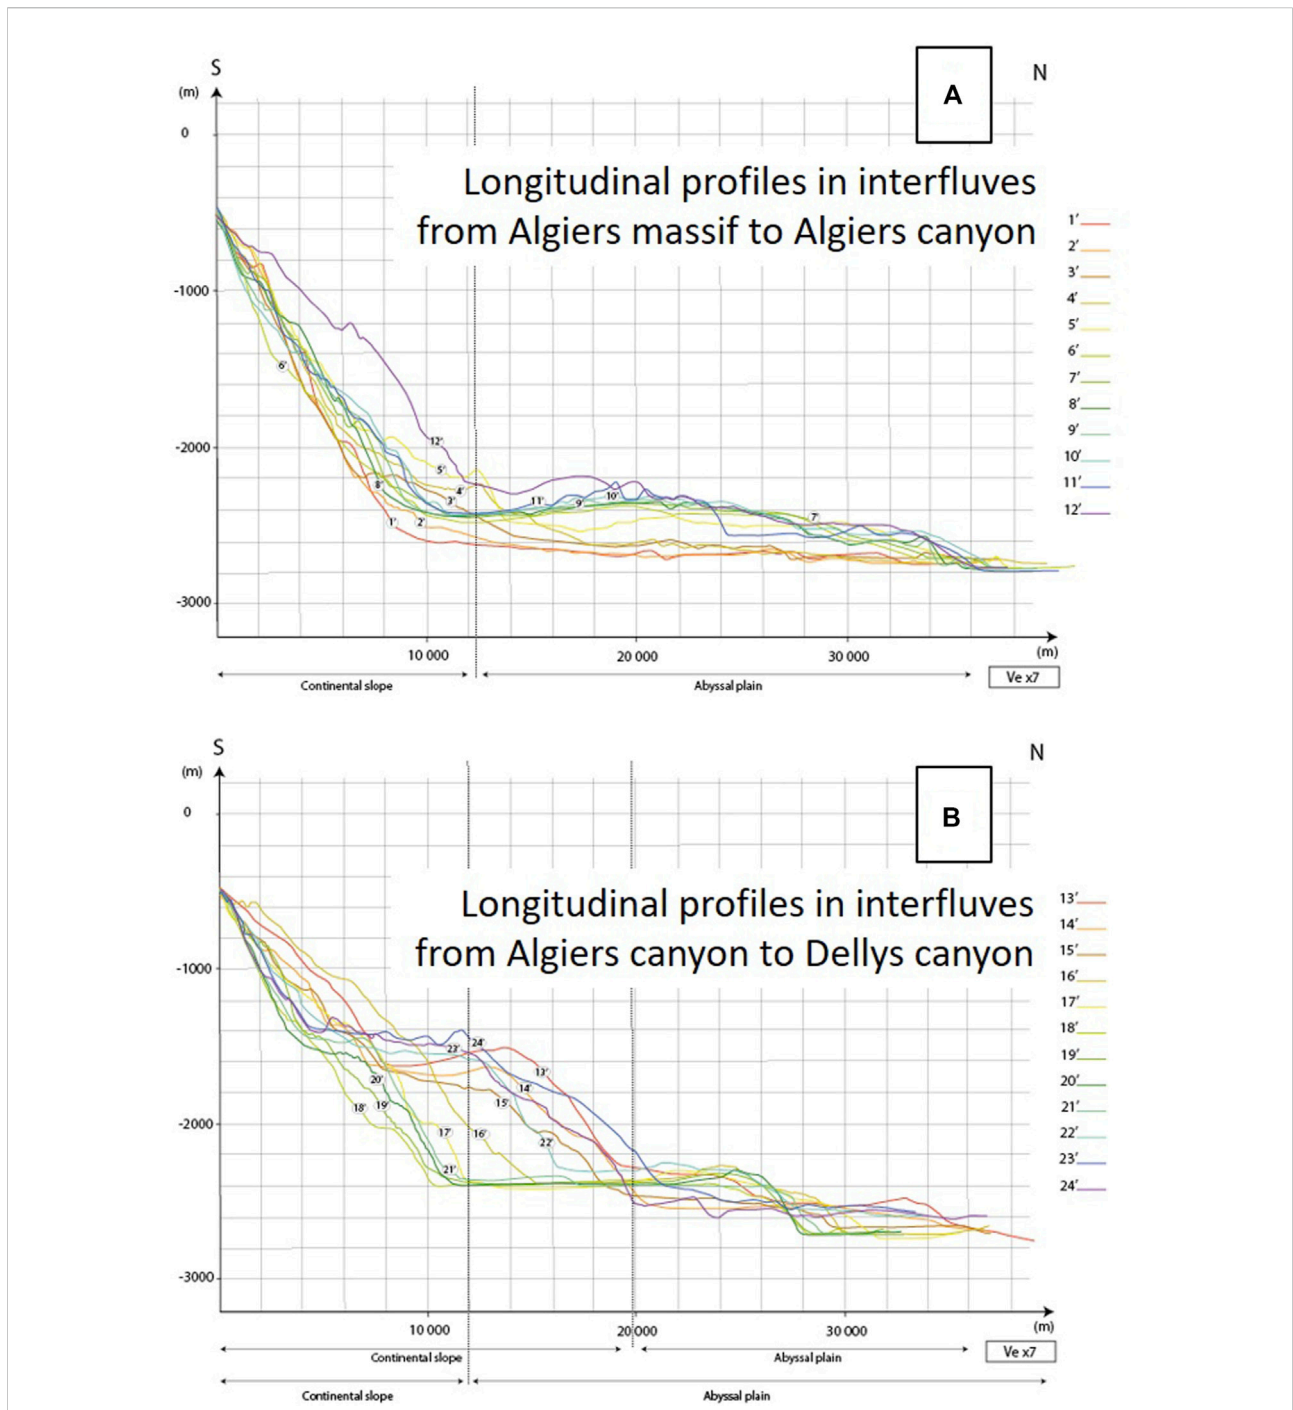 S
N
(m)
A
0
Longitudinal profiles in interfluves
from Algiers massif to Algiers canyon
1'
2'
3'
4'
5'
6'
7'
8'
9'
10'
11'
12'
-1000
6'
-2000
12'
5'
8'
4'
3'
11'
9'
10'
1'
2'
7'
-3000
10 000
20 000
30 000
(m)
Continental slope
Abyssal plain
Ve x7
S
N
(m)
B
0
Longitudinal profiles in interfluves
from Algiers canyon to Dellys canyon
13'
14'
15'
16'
17'
18'
19'
20'
21'
22'
23'
24'
-1000
23'
24'
13'
20'
14'
18'
19'
15'
-2000
17'
16'
22'
21'
-3000
10 000
20 000
30 000
(m)
Continental slope
Abyssal plain
Ve x7
Continental slope
Abyssal plain